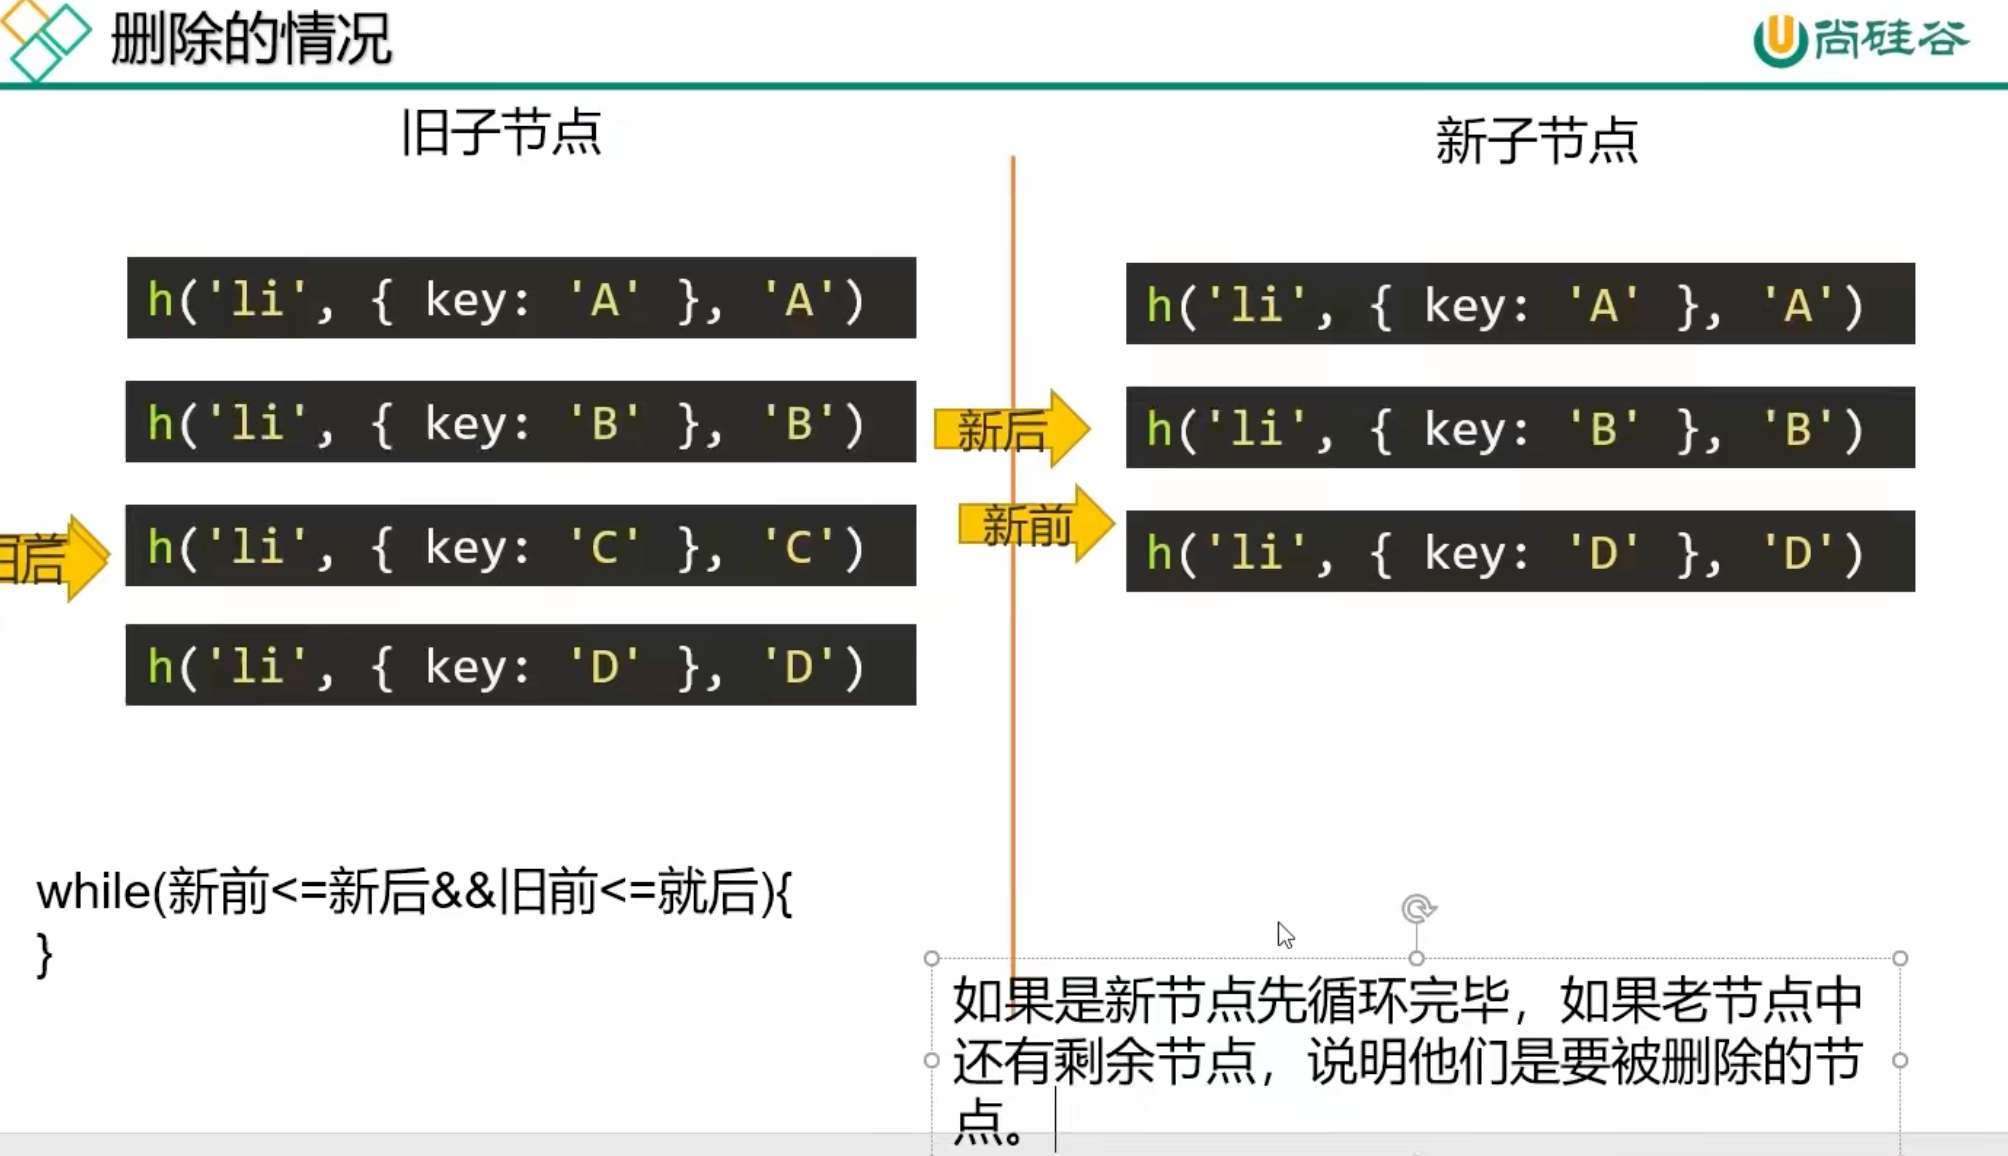 删除的情况
尚硅谷
旧子节点
新子节点
h('li', { key: 'A' }, 'A')
h('li', { key: 'B' }, 'B')
h('li', { key: 'C' }, 'C')
h('li', { key: 'D' }, 'D')
旧后
新后
新前
h('li', { key: 'A' }, 'A')
h('li', { key: 'B' }, 'B')
h('li', { key: 'D' }, 'D')
while(新前<=新后&&旧前<=就后){
}
如果是新节点先循环完毕，如果老节点中
还有剩余节点，说明他们是要被删除的节
点。